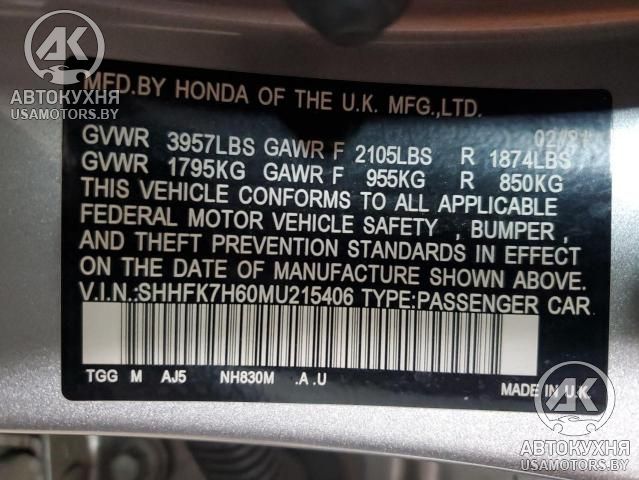 AK
АВТОКУХНЯ
USAMOTORS.BY
MFD.BY HONDA OF THE U.K. MFG.,LTD.
02/21
GVWR 3957LBS GAWR F 2105LBS R 1874LBS
GVWR 1795KG GAWR F 955KG R 850KG
THIS VEHICLE CONFORMS TO ALL APPLICABLE
FEDERAL MOTOR VEHICLE SAFETY , BUMPER ,
AND THEFT PREVENTION STANDARDS IN EFFECT
ON THE DATE OF MANUFACTURE SHOWN ABOVE.
V.I.N.:SHHFK7H60MU215406 TYPE:PASSENGER CAR
TGG M AJ5 NH830M .A .U
MADE IN U.K.
AK
АВТОКУХНЯ
USAMOTORS.BY